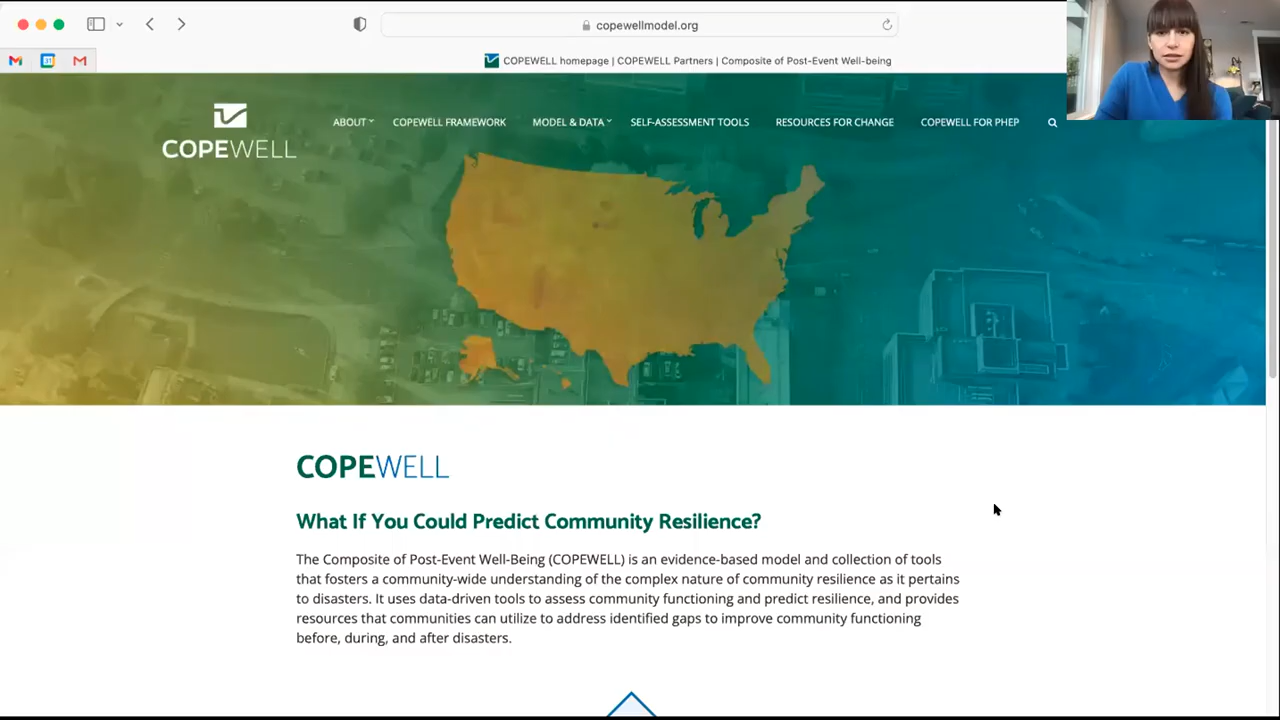 copewellmodel.org
COPEWELL homepage | COPEWELL Partners | Composite of Post-Event Well-being
COPEWELL
ABOUT
COPEWELL FRAMEWORK
MODEL & DATA
SELF-ASSESSMENT TOOLS
RESOURCES FOR CHANGE
COPEWELL FOR PHEP
COPEWELL
What If You Could Predict Community Resilience?
The Composite of Post-Event Well-Being (COPEWELL) is an evidence-based model and collection of tools
that fosters a community-wide understanding of the complex nature of community resilience as it pertains
to disasters. It uses data-driven tools to assess community functioning and predict resilience, and provides
resources that communities can utilize to address identified gaps to improve community functioning
before, during, and after disasters.